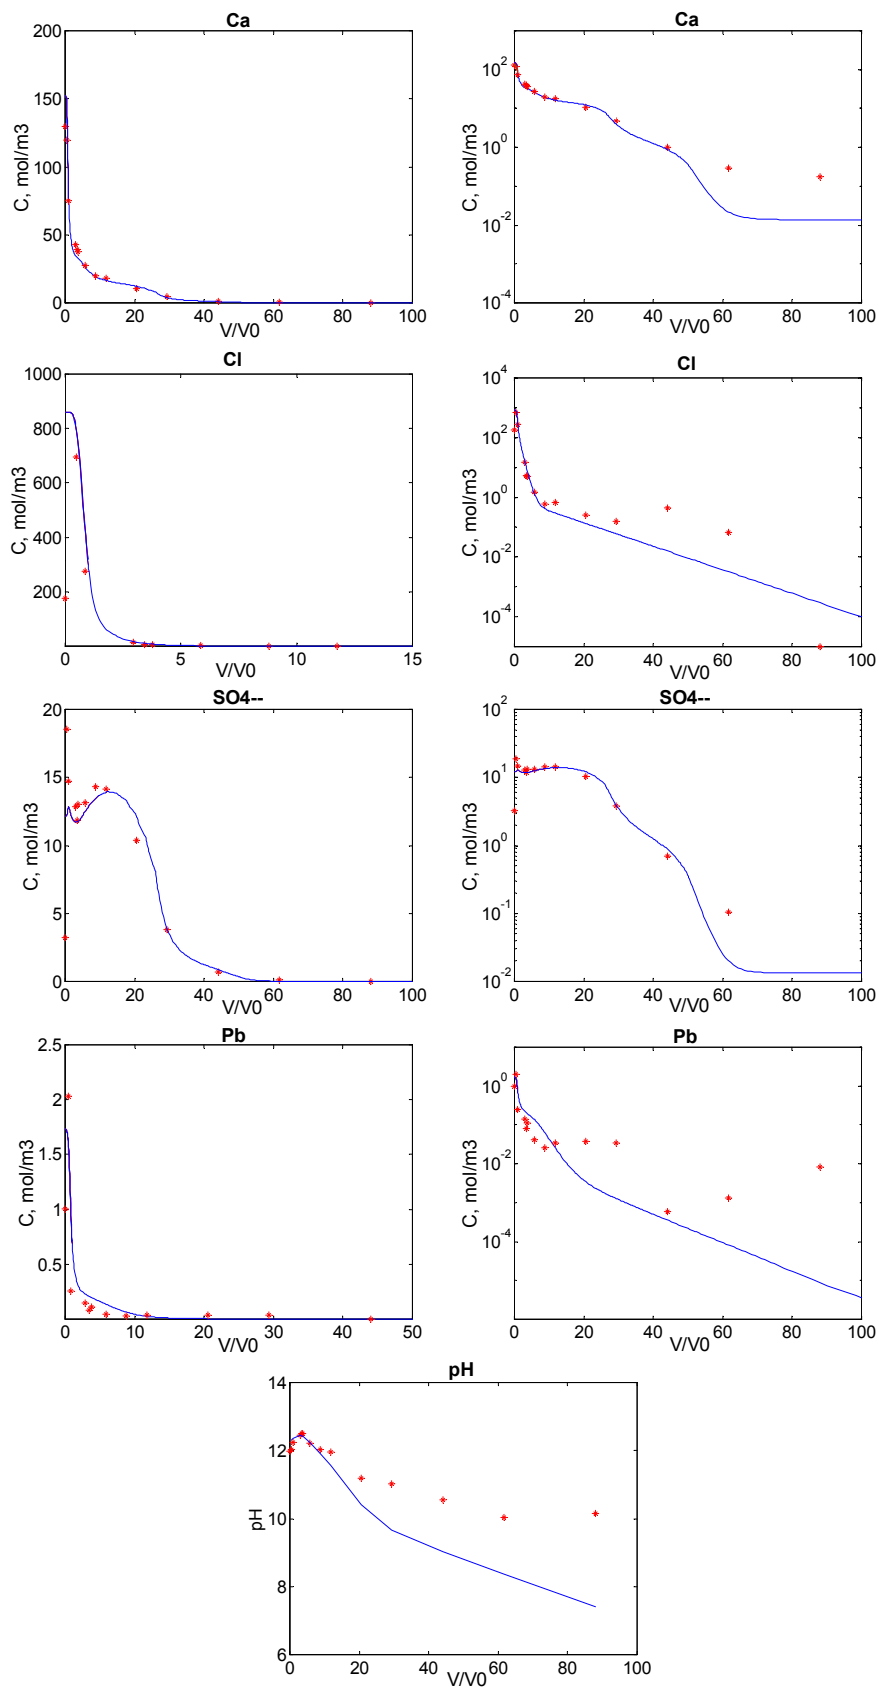 Ca
200
150
100
50
0
C, mol/m3
0 20 40 60 80 100
V/V0
Ca
10^2
10^0
10^-2
10^-4
C, mol/m3
0 20 40 60 80 100
V/V0
Cl
1000
800
600
400
200
C, mol/m3
0 5 10 15
V/V0
Cl
10^4
10^2
10^0
10^-2
10^-4
C, mol/m3
0 20 40 60 80 100
V/V0
SO4--
20
15
10
5
0
C, mol/m3
0 20 40 60 80 100
V/V0
SO4--
10^2
10^1
10^0
10^-1
10^-2
C, mol/m3
0 20 40 60 80 100
V/V0
Pb
2.5
2
1.5
1
0.5
C, mol/m3
0 10 20 30 40 50
V/V0
Pb
10^0
10^-2
10^-4
C, mol/m3
0 20 40 60 80 100
V/V0
pH
14
12
10
8
6
pH
0 20 40 60 80 100
V/V0